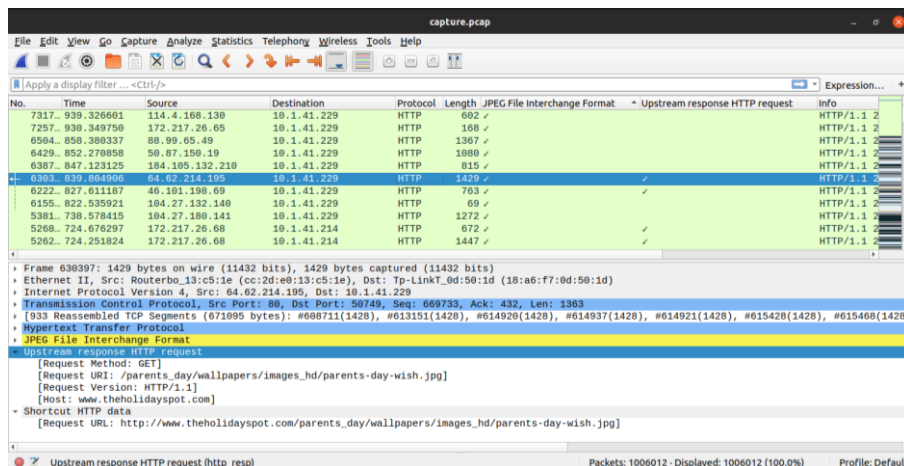 capture.pcap
File Edit View Go Capture Analyze Statistics Telephony Wireless Tools Help
Apply a display filter ... <Ctrl-/> Expression... +
No. Time Source Destination Protocol Length JPEG File Interchange Format Upstream response HTTP request Info
7317… 939.326601 114.4.168.130 10.1.41.229 HTTP 602 ✓ HTTP/1.1 2
7257… 930.349750 172.217.26.65 10.1.41.229 HTTP 168 ✓ HTTP/1.1 2
6504… 858.380337 88.99.65.49 10.1.41.229 HTTP 1367 ✓ HTTP/1.1 2
6429… 852.270858 50.87.150.19 10.1.41.229 HTTP 1080 ✓ HTTP/1.1 2
6387… 847.123125 184.105.132.210 10.1.41.229 HTTP 815 ✓ HTTP/1.1 2
6303… 839.804906 64.62.214.195 10.1.41.229 HTTP 1429 ✓ ✓ HTTP/1.1 2
6222… 827.611187 46.101.198.69 10.1.41.229 HTTP 763 ✓ ✓ HTTP/1.1 2
6155… 822.535921 104.27.132.140 10.1.41.229 HTTP 69 ✓ HTTP/1.1 2
5381… 738.578415 104.27.180.141 10.1.41.229 HTTP 1272 ✓ HTTP/1.1 2
5268… 724.676297 172.217.26.68 10.1.41.214 HTTP 672 ✓ ✓ HTTP/1.1 2
5262… 724.251824 172.217.26.68 10.1.41.214 HTTP 1447 ✓ ✓ HTTP/1.1 2
Frame 630397: 1429 bytes on wire (11432 bits), 1429 bytes captured (11432 bits)
Ethernet II, Src: Routerbo_13:c5:1e (cc:2d:e0:13:c5:1e), Dst: Tp-LinkT_0d:50:1d (18:a6:f7:0d:50:1d)
Internet Protocol Version 4, Src: 64.62.214.195, Dst: 10.1.41.229
Transmission Control Protocol, Src Port: 80, Dst Port: 50749, Seq: 669733, Ack: 432, Len: 1363
[933 Reassembled TCP Segments (671095 bytes): #608711(1428), #613151(1428), #614920(1428), #614937(1428), #614921(1428), #615428(1428), #615468(1428
Hypertext Transfer Protocol
JPEG File Interchange Format
Upstream response HTTP request
[Request Method: GET]
[Request URI: /parents_day/wallpapers/images_hd/parents-day-wish.jpg]
[Request Version: HTTP/1.1]
[Host: www.theholidayspot.com]
Shortcut HTTP data
[Request URL: http://www.theholidayspot.com/parents_day/wallpapers/images_hd/parents-day-wish.jpg]
Upstream response HTTP request (http_resp) Packets: 1006012 · Displayed: 1006012 (100.0%) Profile: Default